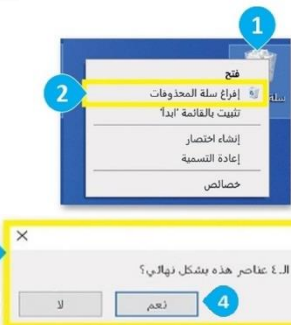 1
فتح
2
إفراغ سلة المحذوفات
سلة
تثبيت بالقائمة "ابدأ"
إنشاء اختصار
إعادة التسمية
خصائص
الـ ٤ عناصر هذه بشكل نهائي؟
لا
نعم
4